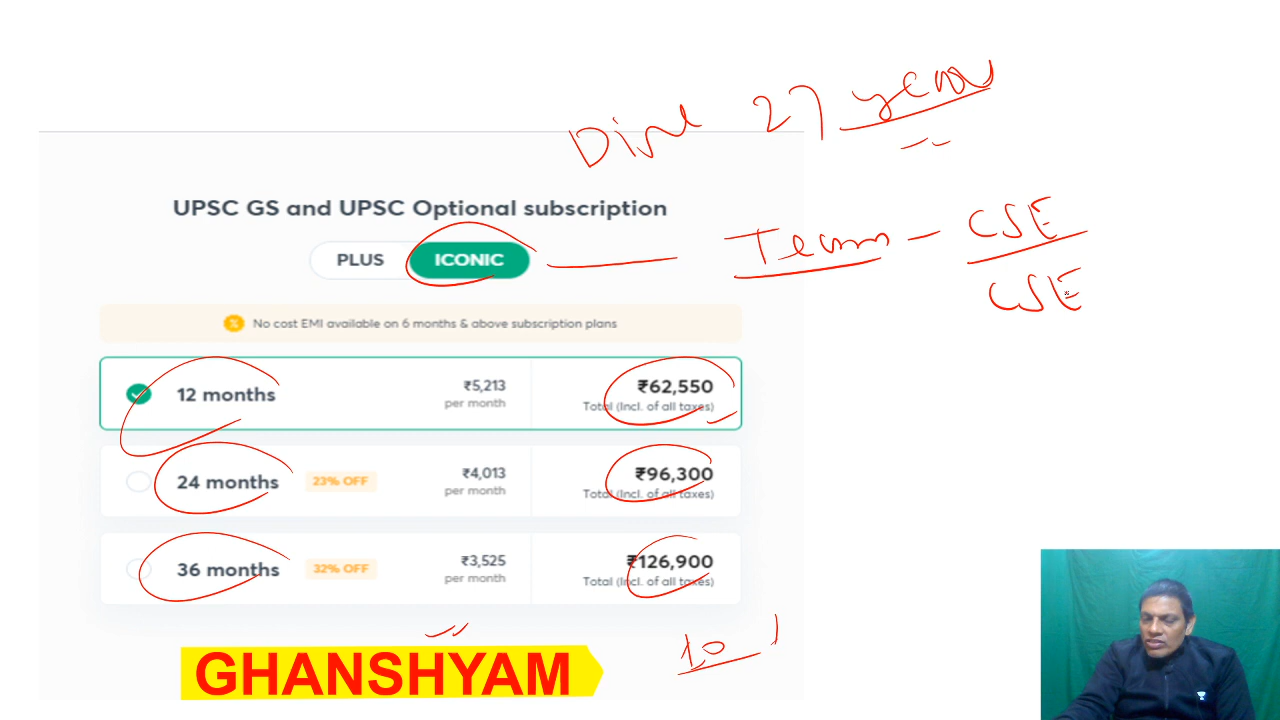 27 years
UPSC GS and UPSC Optional subscription
PLUS ICONIC
Team - CSE
CSE
No cost EMI available on 6 months & above subscription plans
12 months ₹5,213 per month ₹62,550 Total (Incl. of all taxes)
24 months 23% OFF ₹4,013 per month ₹96,300 Total (Incl. of all taxes)
36 months 32% OFF ₹3,525 per month ₹126,900 Total (Incl. of all taxes)
GHANSHYAM
10